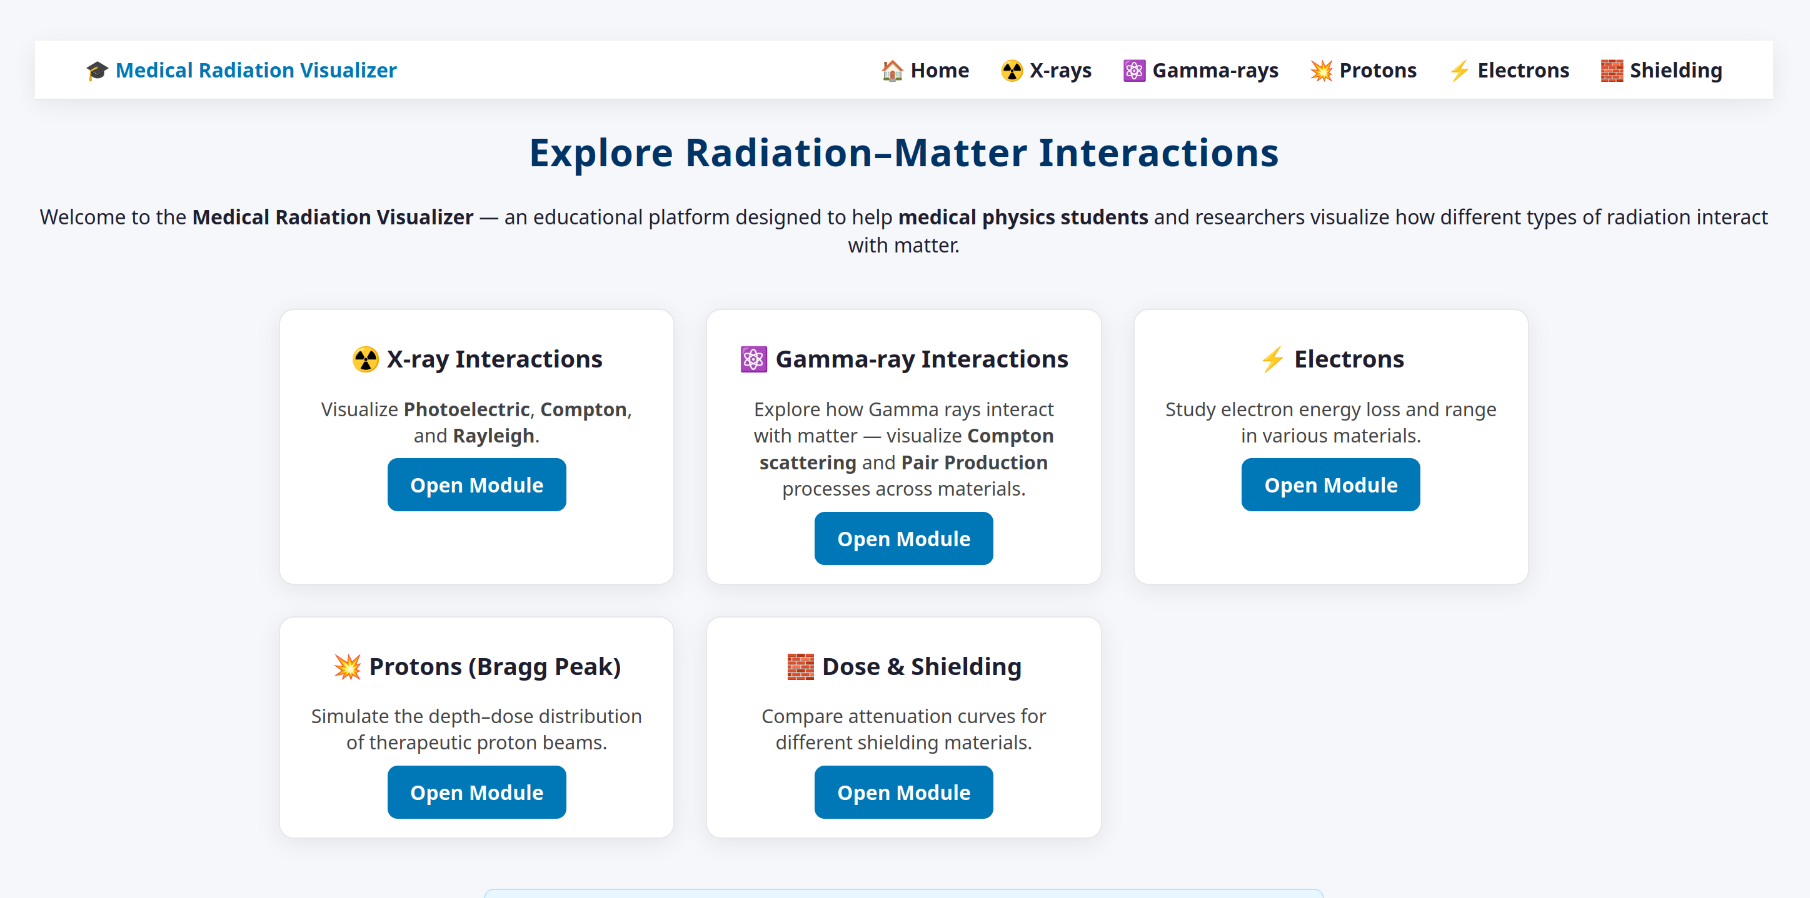 🎓 Medical Radiation Visualizer
🏠 Home ☢️ X-rays ⚛️ Gamma-rays 💥 Protons ⚡ Electrons 🧱 Shielding
Explore Radiation–Matter Interactions
Welcome to the Medical Radiation Visualizer — an educational platform designed to help medical physics students and researchers visualize how different types of radiation interact
with matter.
☢️ X-ray Interactions
Visualize Photoelectric, Compton,
and Rayleigh.
Open Module
⚛️ Gamma-ray Interactions
Explore how Gamma rays interact
with matter — visualize Compton
scattering and Pair Production
processes across materials.
Open Module
⚡ Electrons
Study electron energy loss and range
in various materials.
Open Module
💥 Protons (Bragg Peak)
Simulate the depth–dose distribution
of therapeutic proton beams.
Open Module
🧱 Dose & Shielding
Compare attenuation curves for
different shielding materials.
Open Module